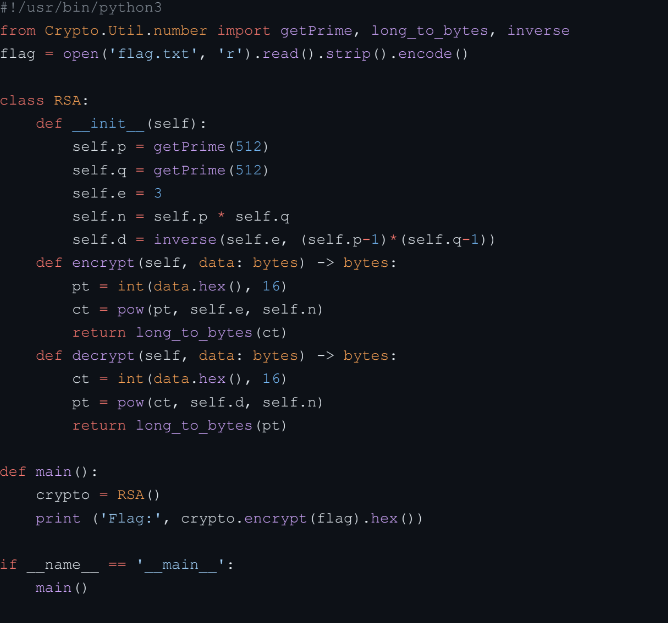 #!/usr/bin/python3
from Crypto.Util.number import getPrime, long_to_bytes, inverse
flag = open('flag.txt', 'r').read().strip().encode()

class RSA:
    def __init__(self):
        self.p = getPrime(512)
        self.q = getPrime(512)
        self.e = 3
        self.n = self.p * self.q
        self.d = inverse(self.e, (self.p-1)*(self.q-1))
    def encrypt(self, data: bytes) -> bytes:
        pt = int(data.hex(), 16)
        ct = pow(pt, self.e, self.n)
        return long_to_bytes(ct)
    def decrypt(self, data: bytes) -> bytes:
        ct = int(data.hex(), 16)
        pt = pow(ct, self.d, self.n)
        return long_to_bytes(pt)

def main():
    crypto = RSA()
    print ('Flag:', crypto.encrypt(flag).hex())

if __name__ == '__main__':
    main()